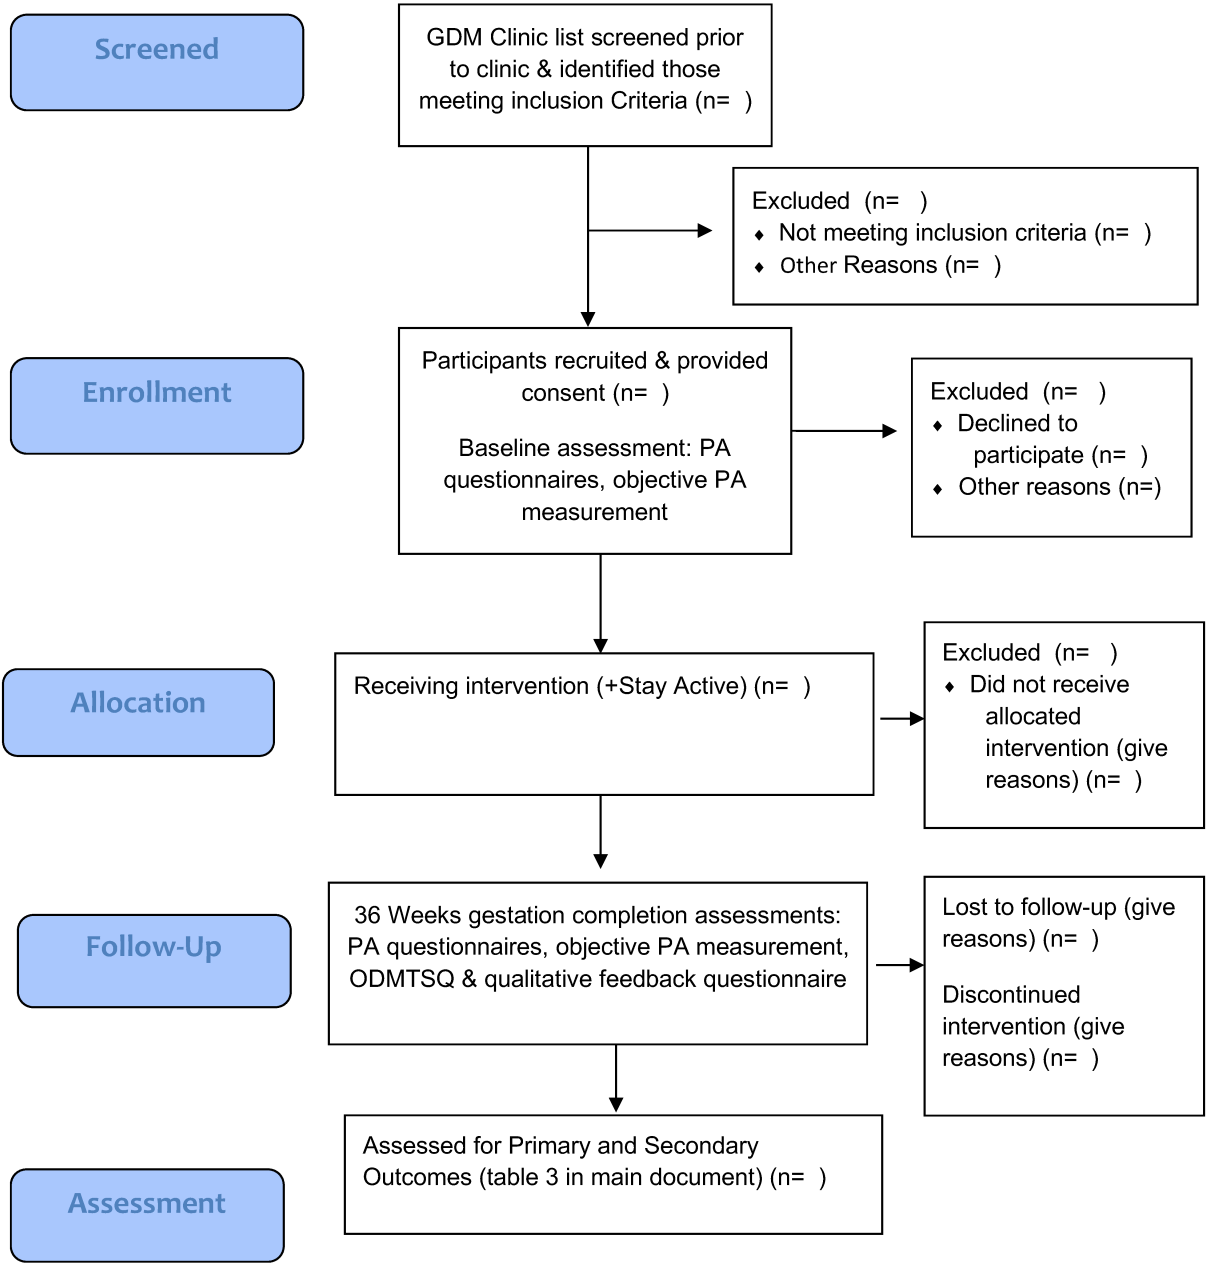 Screened
GDM Clinic list screened prior
to clinic & identified those
meeting inclusion Criteria (n=  )
Excluded  (n=   )
♦ Not meeting inclusion criteria (n=  )
♦ Other Reasons (n=  )
Enrollment
Participants recruited & provided
consent (n=  )
Baseline assessment: PA
questionnaires, objective PA
measurement
Excluded  (n=   )
♦ Declined to
participate (n=  )
♦ Other reasons (n=)
Allocation
Receiving intervention (+Stay Active) (n=  )
Excluded  (n=   )
♦ Did not receive
allocated
intervention (give
reasons) (n=  )
Follow-Up
36 Weeks gestation completion assessments:
PA questionnaires, objective PA measurement,
ODMTSQ & qualitative feedback questionnaire
Lost to follow-up (give
reasons) (n=  )
Discontinued
intervention (give
reasons) (n=  )
Assessment
Assessed for Primary and Secondary
Outcomes (table 3 in main document) (n=  )